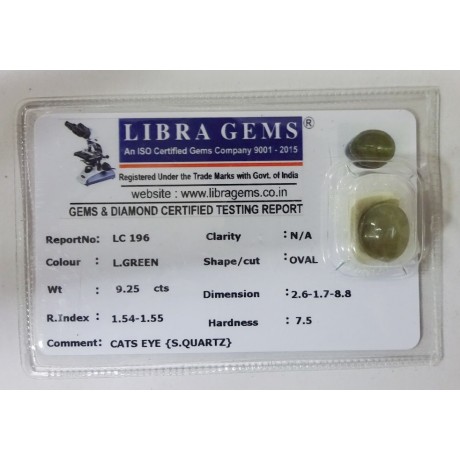 LIBRA GEMS®
An ISO Certified Gems Company 9001 - 2015
Registered Under the Trade Marks with Govt. of India
website : www.libragems.co.in
GEMS & DIAMOND CERTIFIED TESTING REPORT
ReportNo: LC 196 Clarity : N/A
Colour : L.GREEN Shape/cut : OVAL
Wt : 9.25 cts Dimension : 2.6-1.7-8.8
R.Index : 1.54-1.55 Hardness : 7.5
Comment: CATS EYE {S.QUARTZ}